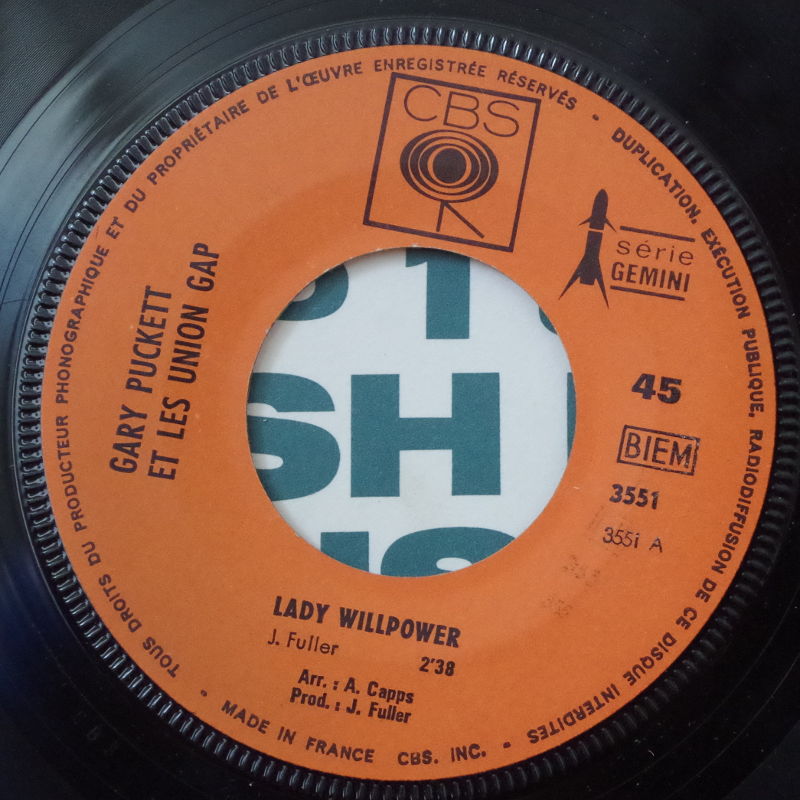 TOUS DROITS DU PRODUCTEUR PHONOGRAPHIQUE ET DU PROPRIÉTAIRE DE L'ŒUVRE ENREGISTRÉE RÉSERVÉS - DUPLICATION, EXÉCUTION PUBLIQUE, RADIODIFFUSION DE CE DISQUE INTERDITES - MADE IN FRANCE CBS. INC. -
CBS
série
GEMINI
GARY PUCKETT
ET LES UNION GAP
45
BIEM
3551
3551 A
SH
LADY WILLPOWER
J. Fuller
2'38
Arr. : A. Capps
Prod. : J. Fuller